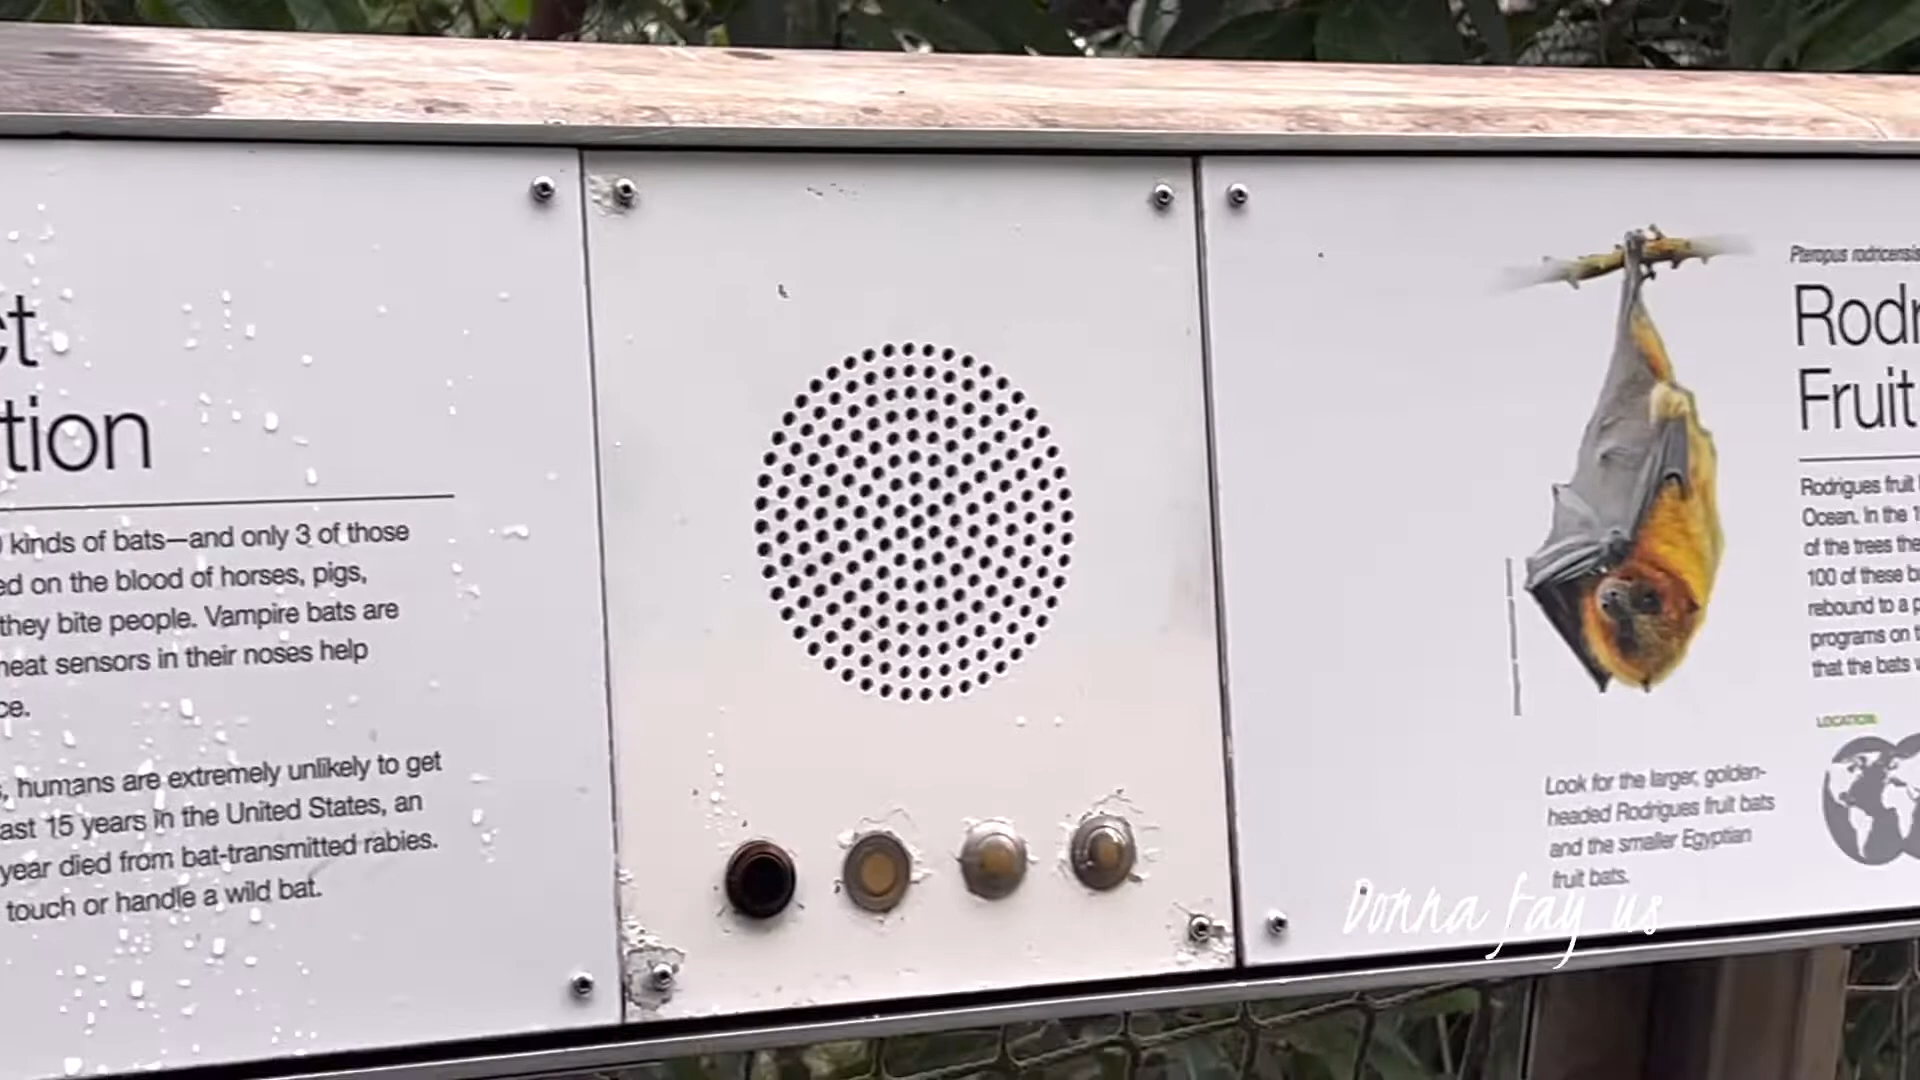 ct
tion
kinds of bats—and only 3 of those
ed on the blood of horses, pigs,
they bite people. Vampire bats are
heat sensors in their noses help
ce.
, humans are extremely unlikely to get
ast 15 years in the United States, an
year died from bat-transmitted rabies.
touch or handle a wild bat.
Pteropus rodricensis
Rodr
Fruit
Rodrigues fruit
Ocean. In the 1
of the trees the
100 of these b
rebound to a p
programs on t
that the bats w
LOCATION
Look for the larger, golden-
headed Rodrigues fruit bats
and the smaller Egyptian
fruit bats.
Donna fay us